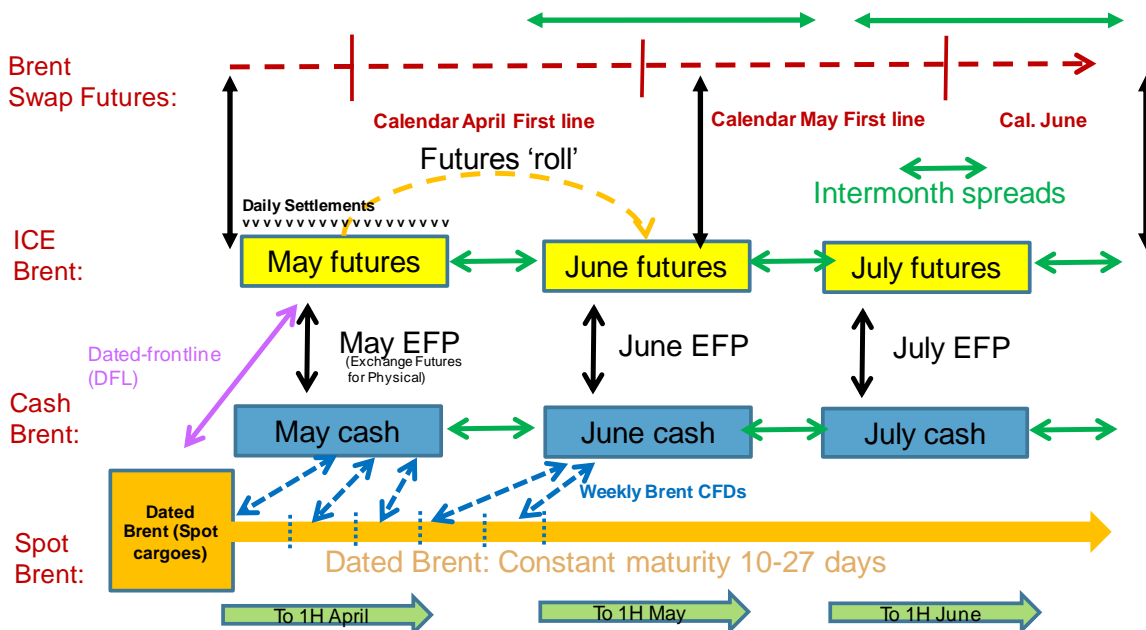 Brent
Swap Futures:
Calendar April First line
Calendar May First line
Cal. June
Futures ‘roll’
Intermonth spreads
Daily Settlements
v v v v v v v v v v v v v v v v v v
ICE
Brent:
May futures
June futures
July futures
Dated-frontline
(DFL)
May EFP
(Exchange Futures
for Physical)
June EFP
July EFP
Cash
Brent:
May cash
June cash
July cash
Weekly Brent CFDs
Dated
Brent (Spot
cargoes)
Spot
Brent:
Dated Brent: Constant maturity 10-27 days
To 1H April
To 1H May
To 1H June